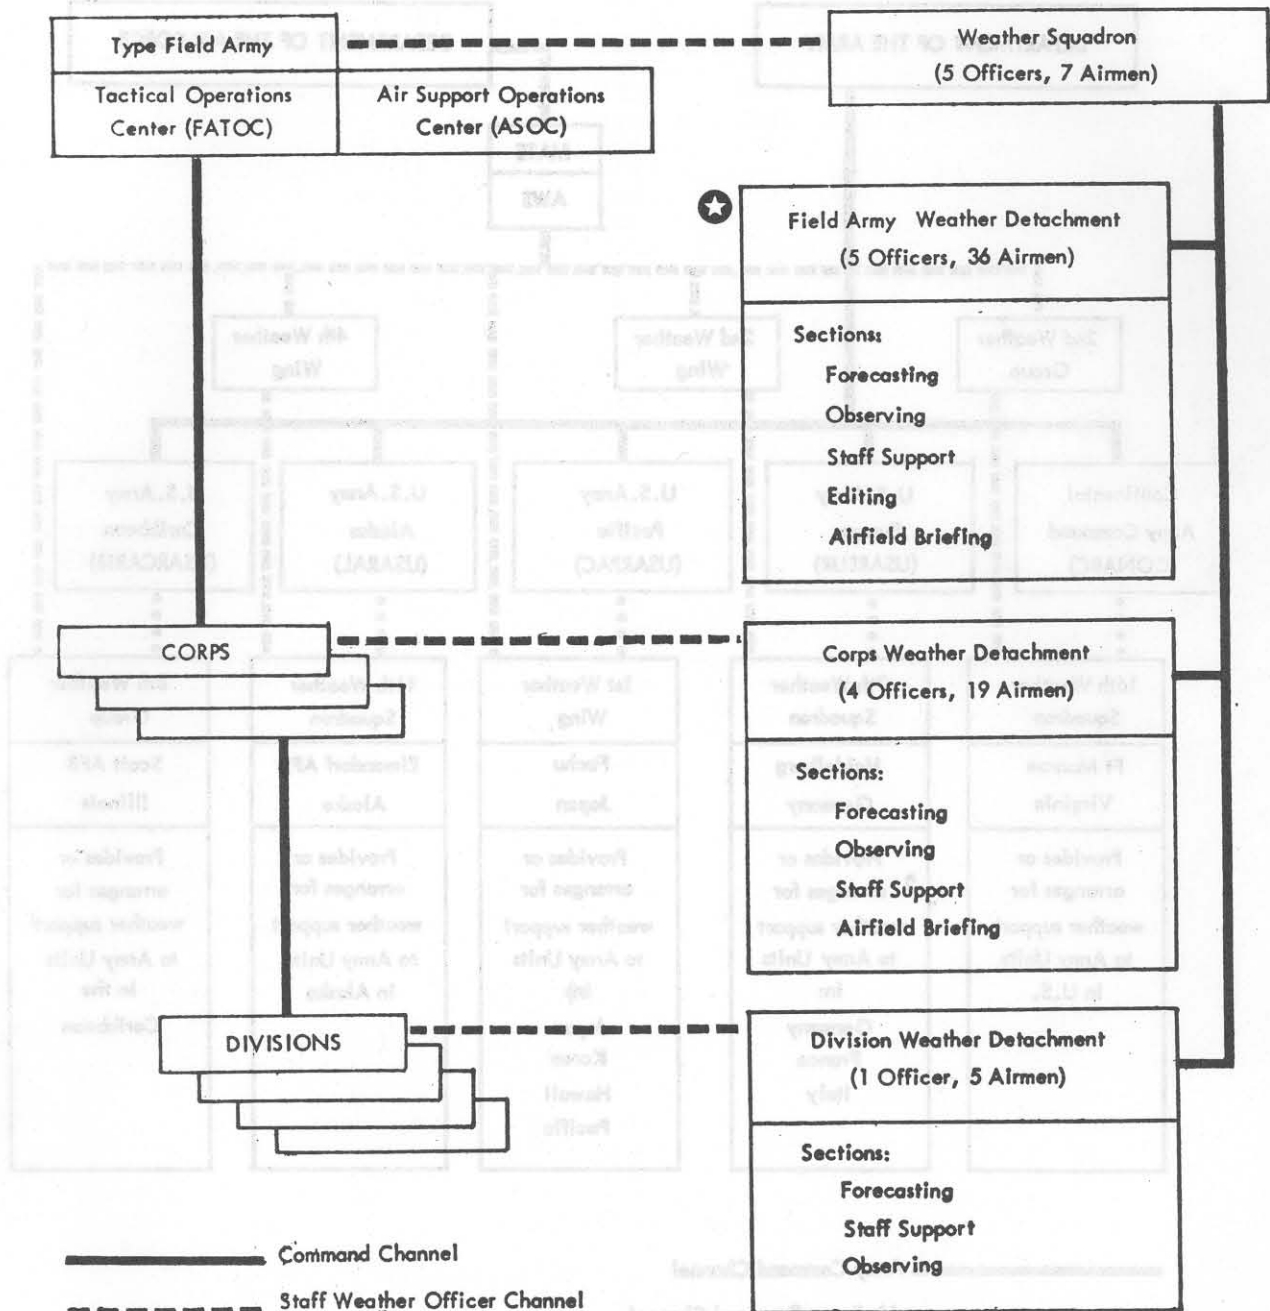 Type Field Army
Tactical Operations
Center (FATOC)
Air Support Operations
Center (ASOC)
Weather Squadron
(5 Officers, 7 Airmen)
Field Army Weather Detachment
(5 Officers, 36 Airmen)
Sections:
Forecasting
Observing
Staff Support
Editing
Airfield Briefing
CORPS
Corps Weather Detachment
(4 Officers, 19 Airmen)
Sections:
Forecasting
Observing
Staff Support
Airfield Briefing
DIVISIONS
Division Weather Detachment
(1 Officer, 5 Airmen)
Sections:
Forecasting
Staff Support
Observing
Command Channel
Staff Weather Officer Channel